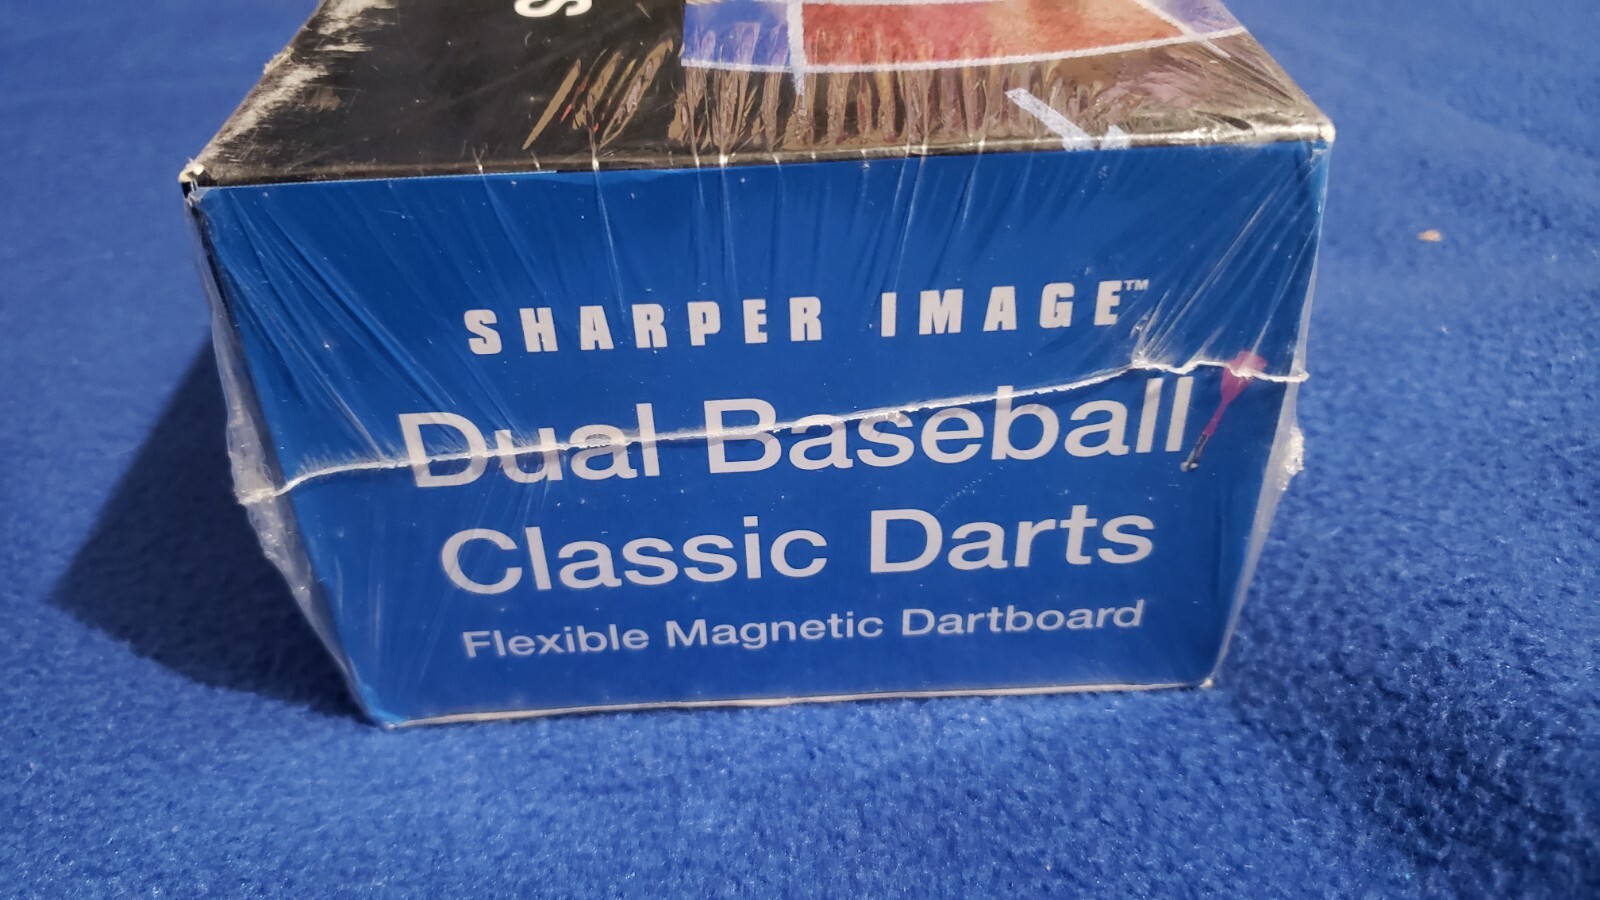 S
SHARPER IMAGE™
Dual Baseball
Classic Darts
Flexible Magnetic Dartboard